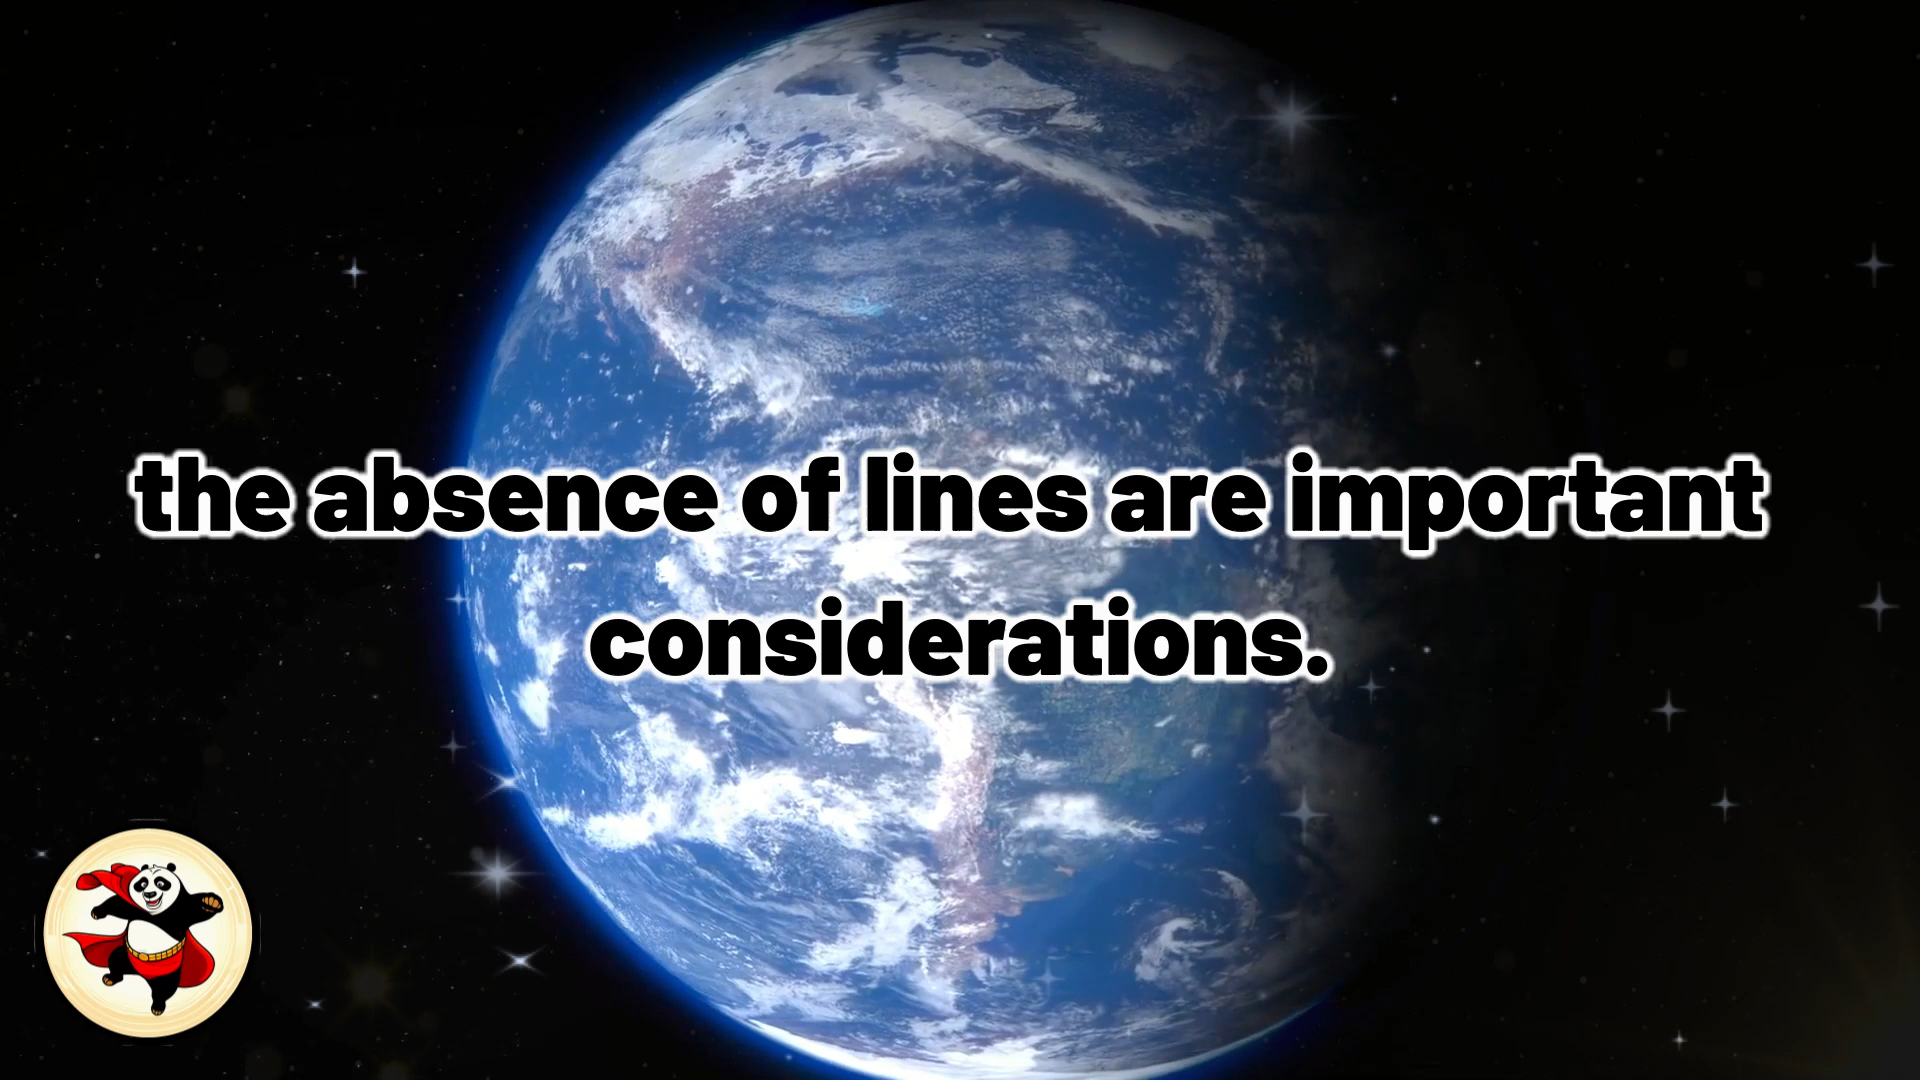 the absence of lines are important
considerations.